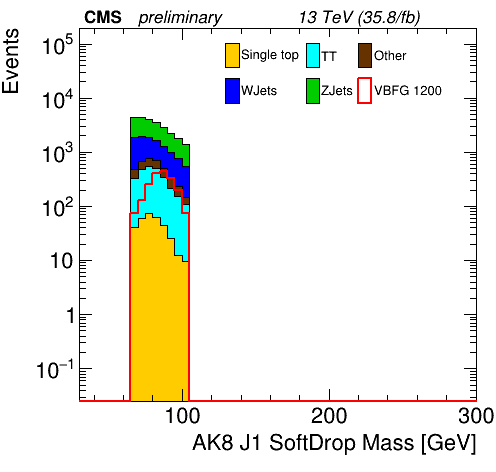 CMS preliminary 13 TeV (35.8/fb)
Events
Single top TT Other
WJets ZJets VBFG 1200
10^5
10^4
10^3
10^2
10
1
10^−1
100 200 300
AK8 J1 SoftDrop Mass [GeV]